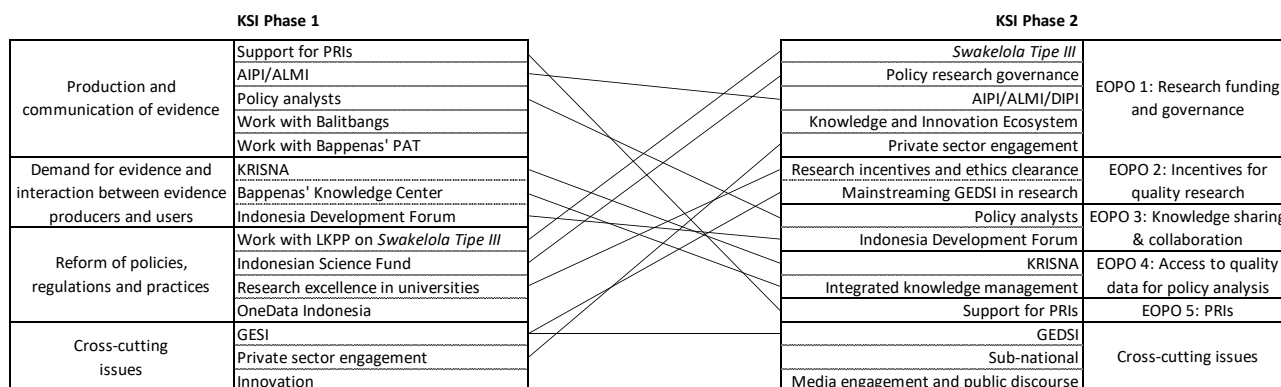 KSI Phase 1
Production and
communication of evidence
Support for PRIs
AIPI/ALMI
Policy analysts
Work with Balitbangs
Work with Bappenas' PAT
Demand for evidence and
interaction between evidence
producers and users
KRISNA
Bappenas' Knowledge Center
Indonesia Development Forum
Reform of policies,
regulations and practices
Work with LKPP on Swakelola Tipe III
Indonesian Science Fund
Research excellence in universities
OneData Indonesia
Cross-cutting
issues
GESI
Private sector engagement
Innovation
KSI Phase 2
Swakelola Tipe III
Policy research governance
AIPI/ALMI/DIPI
Knowledge and Innovation Ecosystem
Private sector engagement
EOPO 1: Research funding
and governance
Research incentives and ethics clearance
Mainstreaming GEDSI in research
EOPO 2: Incentives for
quality research
Policy analysts
Indonesia Development Forum
EOPO 3: Knowledge sharing
& collaboration
KRISNA
Integrated knowledge management
EOPO 4: Access to quality
data for policy analysis
Support for PRIs
EOPO 5: PRIs
GEDSI
Sub-national
Media engagement and public discourse
Cross-cutting issues